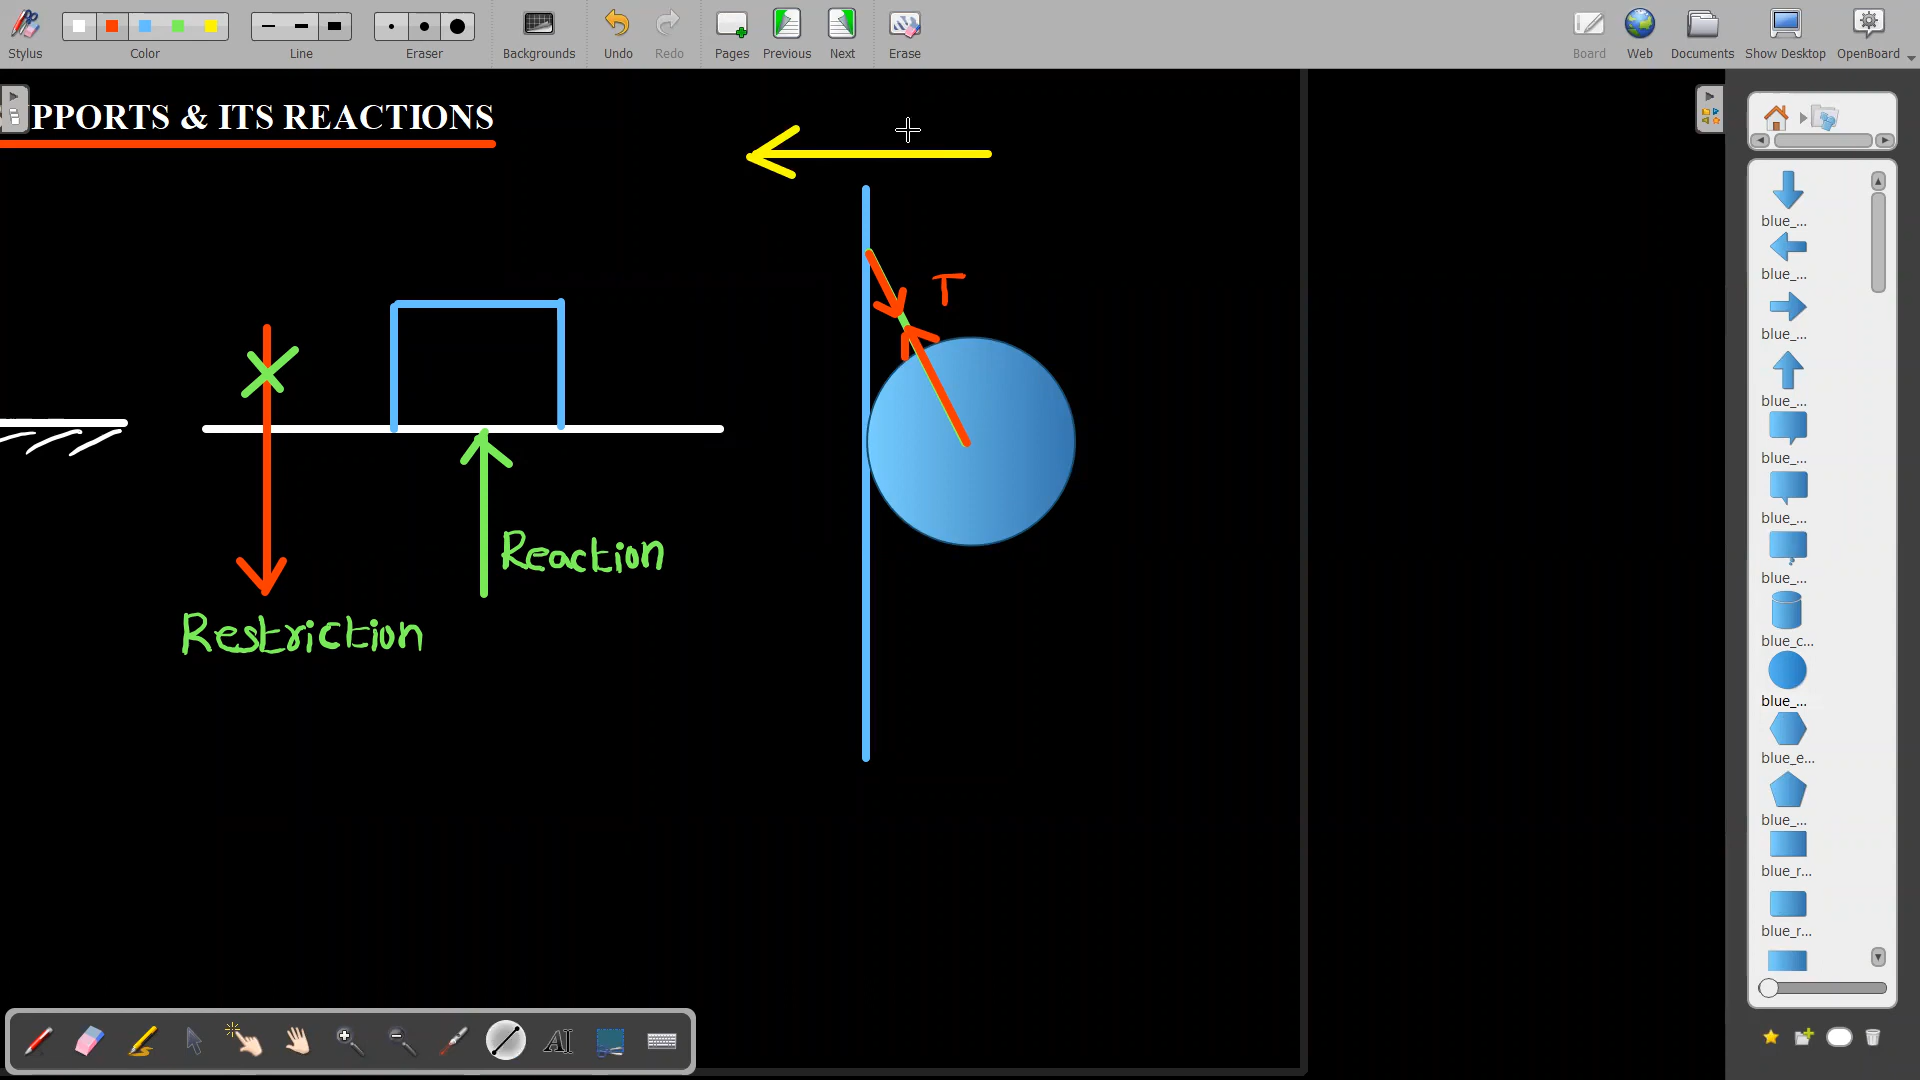 Stylus
Color
Line
Eraser
Backgrounds
Undo
Redo
Pages
Previous
Next
Erase
Board
Web
Documents
Show Desktop
OpenBoard
PPORTS & ITS REACTIONS
T
Reaction
Restriction
blue_...
blue_...
blue_...
blue_...
blue_...
blue_...
blue_...
blue_c...
blue_...
blue_e...
blue_...
blue_r...
blue_r...
AI